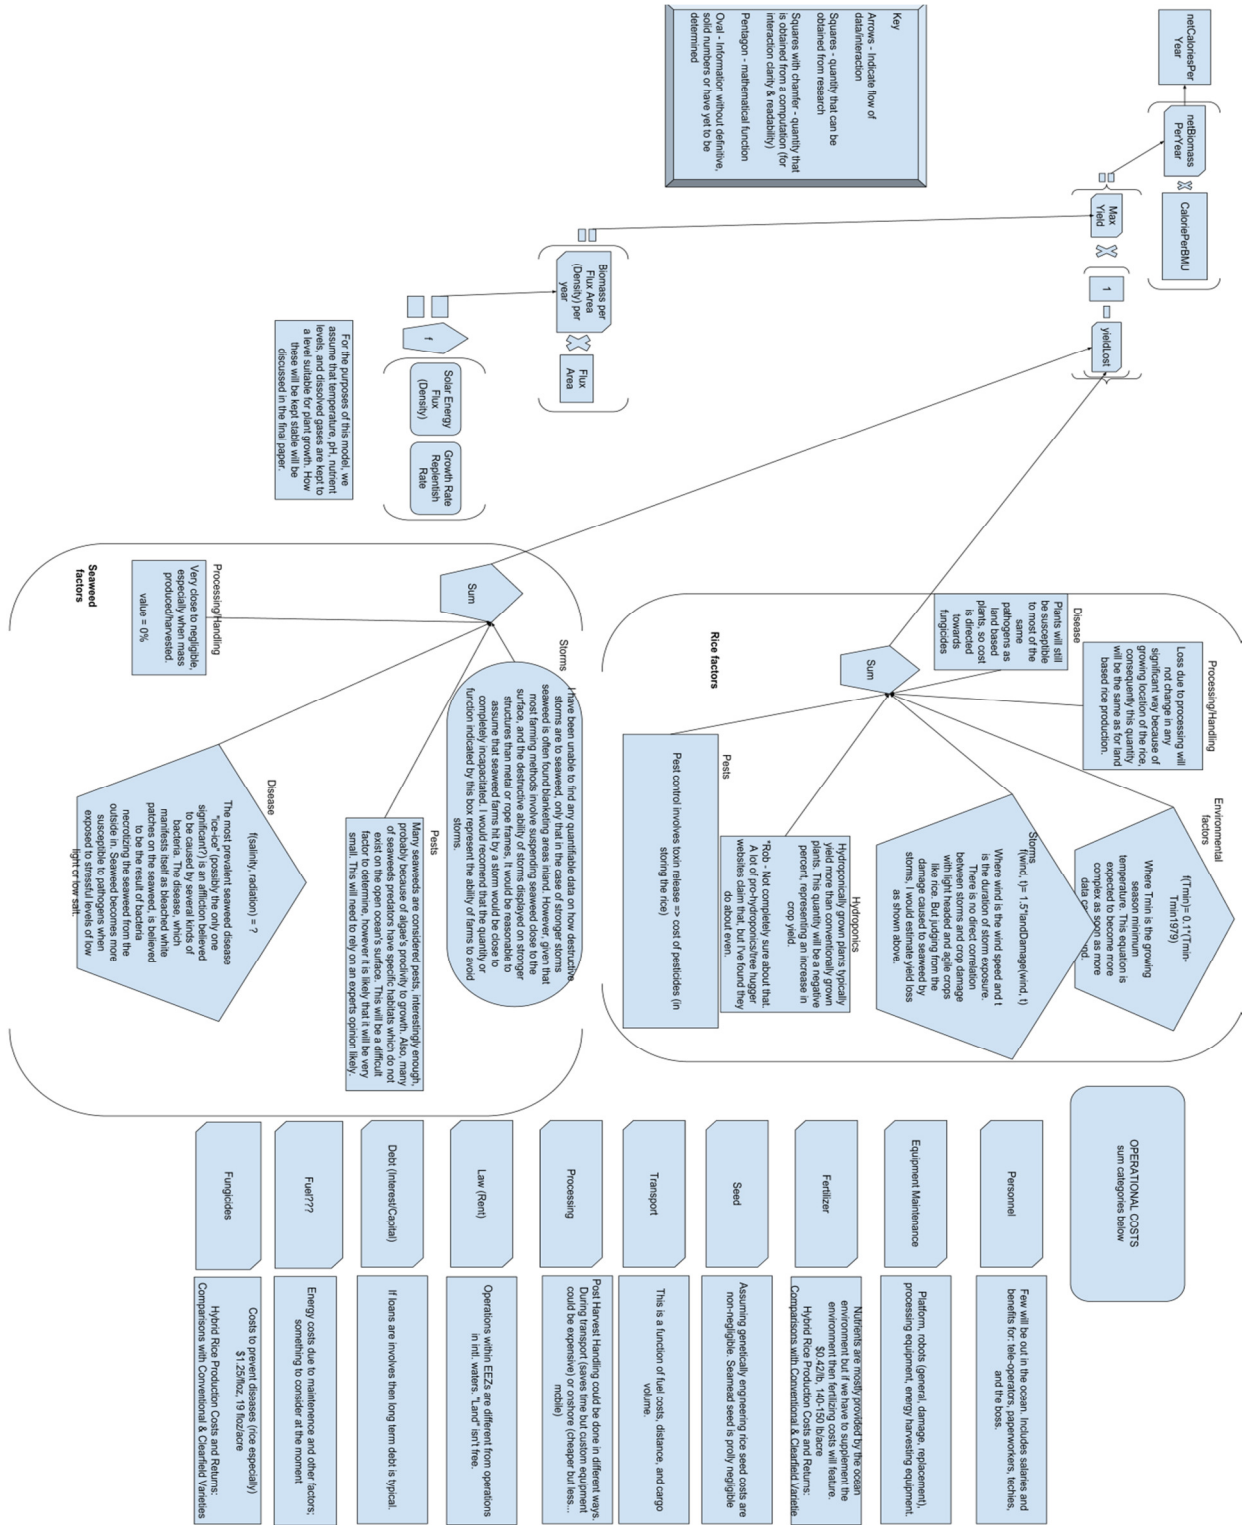 netCaloriesPer
Year
netBiomass
PerYear
x
CaloriePerBMU
Max
Yield
X
1
-
yieldLost
Key
Arrows - Indicate flow of
data/interaction
Squares - quantity that can be
obtained from research
Squares with chamfer - quantity that
is obtained from a computation (for
interaction clarity & readability)
Pentagon - mathematical function
Oval - Information without definitive,
solid numbers or have yet to be
determined
Biomass per
Flux Area
(Density) per
year
X
Flux
Area
f
Solar Energy
Flux
(Density)
Growth Rate
Replentish
Rate
For the purposes of this model, we
assume that temperature, pH, nutrient
levels, and dissolved gases are kept to
a level suitable for plant growth. How
these will be kept stable will be
discussed in the final paper.
Environmental
factors
f(Tmin)= 0.1*(Tmin-
Tmin1979)
Where Tmin is the growing
season minimum
temperature. This equation is
expected to become more
complex as soon as more
data
Processing/Handling
Loss due to processing will
not change in any
significant way because of
growing location of the rice,
consequently this quantity
will be the same as for land
based rice production.
Storms
f(wind, t)= 1.5*landDamage(wind, t)
Where wind is the wind speed and t
is the duration of storm exposure.
There is no direct correlation
between storms and crop damage
with light headed and agile crops
like rice. But judging from the
damage caused to seaweed by
storms, I would estimate yield loss
as shown above.
Disease
Plants will still
be susceptible
to most of the
same
pathogens as
land based
plants, so cost
is directed
towards
fungicides
Sum
Hydroponics
Hydroponically grown plants typically
yield more than conventionally grown
plants. This quantity will be a negative
percent, representing an increase in
crop yield.
*Rob - Not completely sure about that.
A lot of pro-hydroponics/tree hugger
websites claim that, but I've found they
do about even.
Rice factors
Pests
Pest control involves toxin release => cost of pesticides (in
storing the rice)
Storms
I have been unable to find any quantifiable data on how destructive
storms are to seaweed, only that in the case of stronger storms
seaweed is often found blanketing areas inland. However, given that
most farming methods involve suspending seaweed close to the
surface, and the destructive ability of storms displayed on stronger
structures than metal or rope frames, it would be reasonable to
assume that seaweed farms hit by a storm would be close to
completely incapacitated. I would recommend that the quantity or
function indicated by this box represent the ability of farms to avoid
storms.
Sum
Pests
Many seaweeds are considered pests, interestingly enough,
probably because of algae's proclivity to growth. Also, many
of seaweeds predators have specific habitats which do not
exist on the open ocean's surface. This will be a difficult
factor to determine, however it is likely that it will be very
small. This will need to rely on an experts opinion likely.
Processing/Handling
Very close to negligible,
especially when mass
produced/harvested.
value = 0%
Disease
f(salinity, radiation) = ?
The most prevalent seaweed disease
"ice-ice" (possibly the only one
significant?) is an affliction believed
to be caused by several kinds of
bacteria. The disease, which
manifests itself as bleached white
patches on the seaweed, is believed
to be the result of bacteria
necrotizing the seaweed from the
outside in. Seaweed becomes more
susceptible to pathogens when
exposed to stressful levels of low
light or low salt.
Seaweed
factors
OPERATIONAL COSTS
sum categories below
Personnel
Few will be out in the ocean. Includes salaries and
benefits for: tele-operators, paperworkers, techies,
and the boss.
Equipment Maintenance
Platform, robots (general, damage, replacement),
processing equipment, energy harvesting equipment.
Fertilizer
Nutrients are mostly provided by the ocean
environment but if we have to supplement the
environment then fertilizing costs will feature.
$0.42/lb, 140-150 lb/acre
Hybrid Rice Production Costs and Returns:
Comparisons with Conventional & Clearfield Varietie
Seed
Assuming genetically engineering rice seed costs are
non-negligible. Seamead seed is prolly negligible
Transport
This is a function of fuel costs, distance, and cargo
volume.
Processing
Post Harvest Handling could be done in different ways.
During transport (saves time but custom equipment
could be expensive) or onshore (cheaper but less...
mobile)
Law (Rent)
Operations within EEZs are different from operations
in intl. waters. "Land" isn't free.
Debt (Interest/Capital)
If loans are involves then long term debt is typical.
Fuel???
Energy costs due to maintenence and other factors;
something to consider at the moment
Fungicides
Costs to prevent diseases (rice especially)
$1.25/floz, 19 floz/acre
Hybrid Rice Production Costs and Returns:
Comparisons with Conventional & Clearfield Varieties